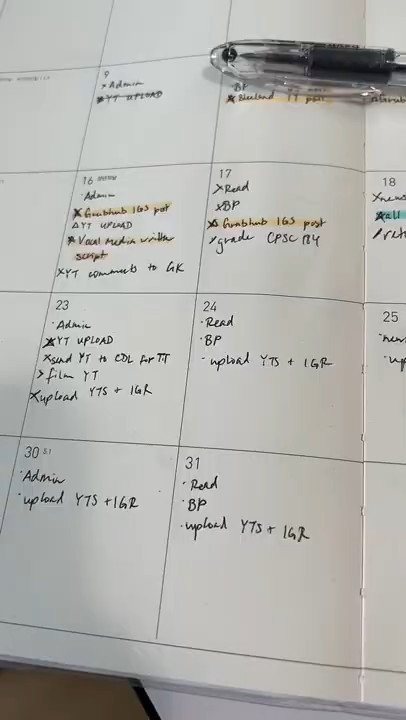 9
x Admin
x YT UPLOAD
BP
17
x Read
x BP
x Grubhub IGS post
x grade CPSC
16
· Admin
x Grubhub IGS post
△ YT UPLOAD
x Vocal Media written
script
x YT comments to GK
18
23
· Admin
x YT UPLOAD
x send YT to CDL for TT
> film YT
x upload YTS + IGR
24
· Read
· BP
· upload YTS + IGR
25
30
· Admin
· upload YTS + IGR
31
· Read
· BP
· upload YTS + IGR